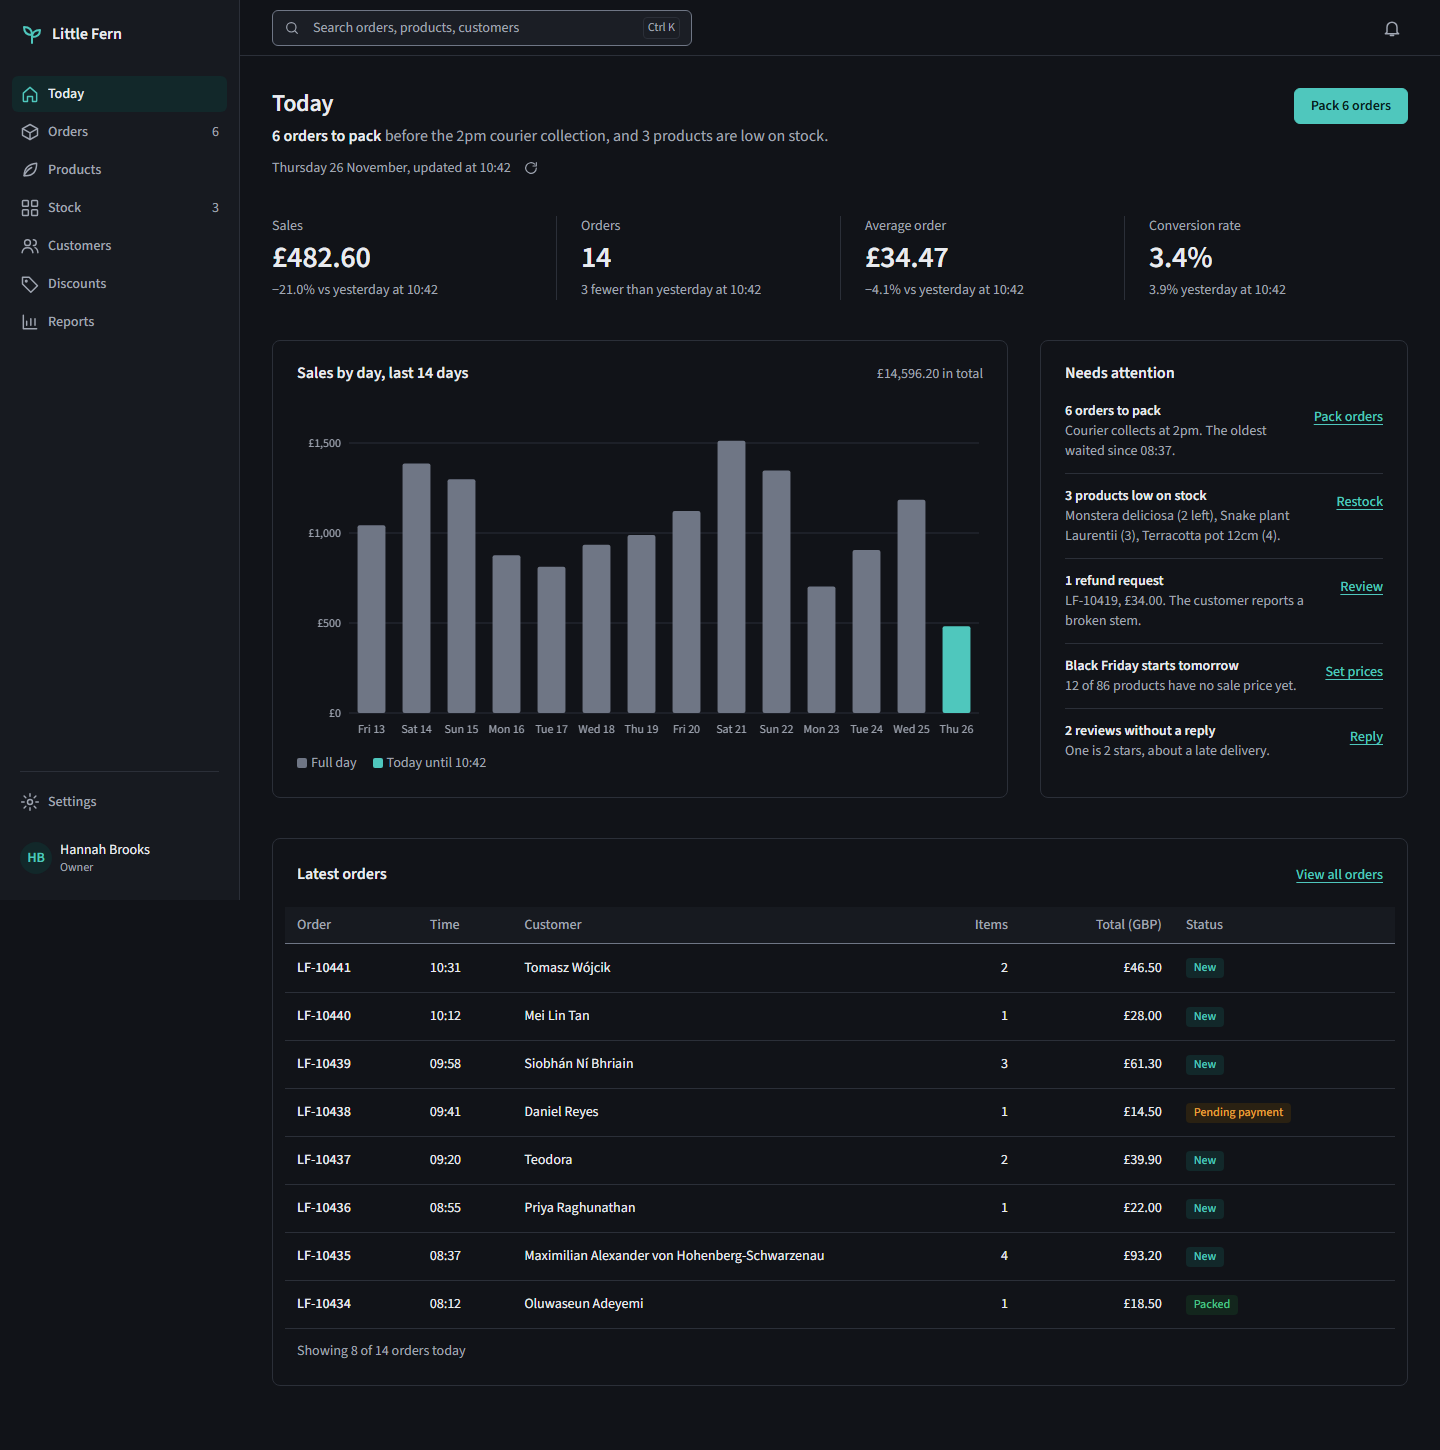 Little Fern
Search orders, products, customers
Ctrl K
Today
Orders 6
Products
Stock 3
Customers
Discounts
Reports
Settings
HB
Hannah Brooks
Owner
Today
Pack 6 orders
6 orders to pack before the 2pm courier collection, and 3 products are low on stock.
Thursday 26 November, updated at 10:42
Sales
£482.60
−21.0% vs yesterday at 10:42
Orders
14
3 fewer than yesterday at 10:42
Average order
£34.47
−4.1% vs yesterday at 10:42
Conversion rate
3.4%
3.9% yesterday at 10:42
Sales by day, last 14 days
£14,596.20 in total
£1,500
£1,000
£500
£0
Fri 13 Sat 14 Sun 15 Mon 16 Tue 17 Wed 18 Thu 19 Fri 20 Sat 21 Sun 22 Mon 23 Tue 24 Wed 25 Thu 26
Full day Today until 10:42
Needs attention
6 orders to pack
Courier collects at 2pm. The oldest
waited since 08:37.
Pack orders
3 products low on stock
Monstera deliciosa (2 left), Snake plant
Laurentii (3), Terracotta pot 12cm (4).
Restock
1 refund request
LF-10419, £34.00. The customer reports a
broken stem.
Review
Black Friday starts tomorrow
12 of 86 products have no sale price yet.
Set prices
2 reviews without a reply
One is 2 stars, about a late delivery.
Reply
Latest orders
View all orders
Order Time Customer Items Total (GBP) Status
LF-10441 10:31 Tomasz Wójcik 2 £46.50 New
LF-10440 10:12 Mei Lin Tan 1 £28.00 New
LF-10439 09:58 Siobhán Ní Bhriain 3 £61.30 New
LF-10438 09:41 Daniel Reyes 1 £14.50 Pending payment
LF-10437 09:20 Teodora 2 £39.90 New
LF-10436 08:55 Priya Raghunathan 1 £22.00 New
LF-10435 08:37 Maximilian Alexander von Hohenberg-Schwarzenau 4 £93.20 New
LF-10434 08:12 Oluwaseun Adeyemi 1 £18.50 Packed
Showing 8 of 14 orders today